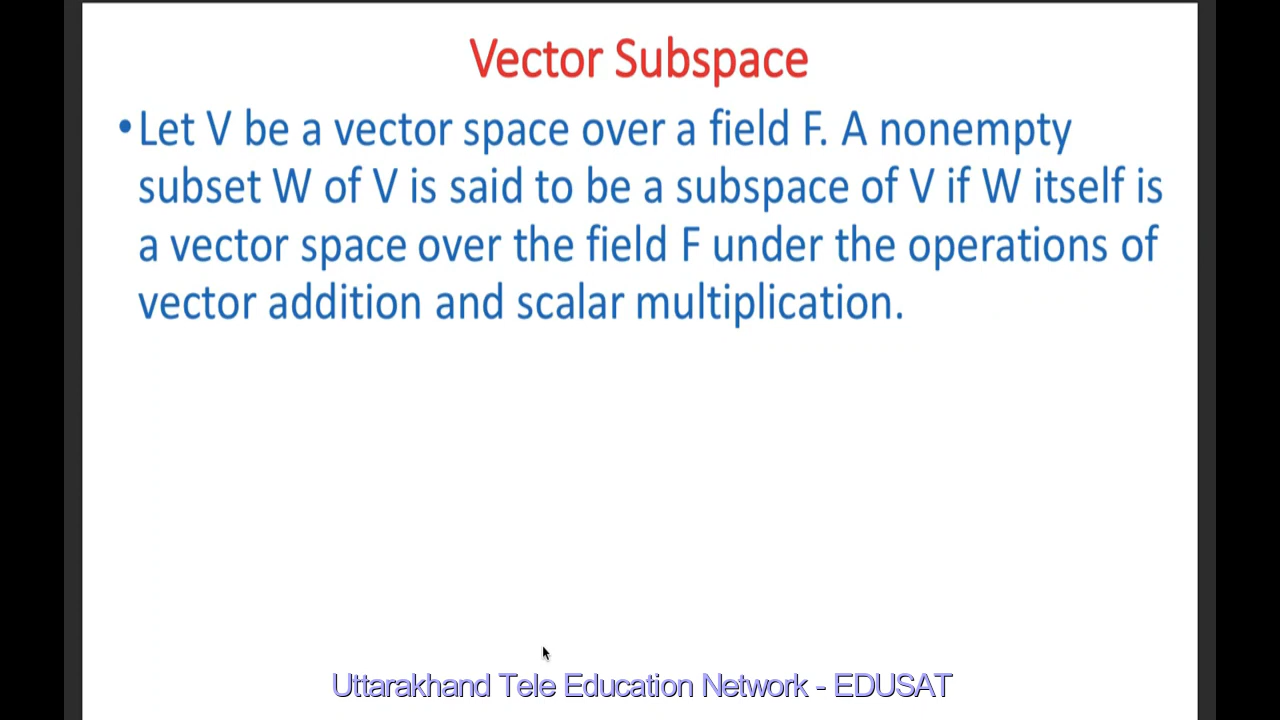 Vector Subspace
•Let V be a vector space over a field F. A nonempty
subset W of V is said to be a subspace of V if W itself is
a vector space over the field F under the operations of
vector addition and scalar multiplication.
Uttarakhand Tele Education Network - EDUSAT